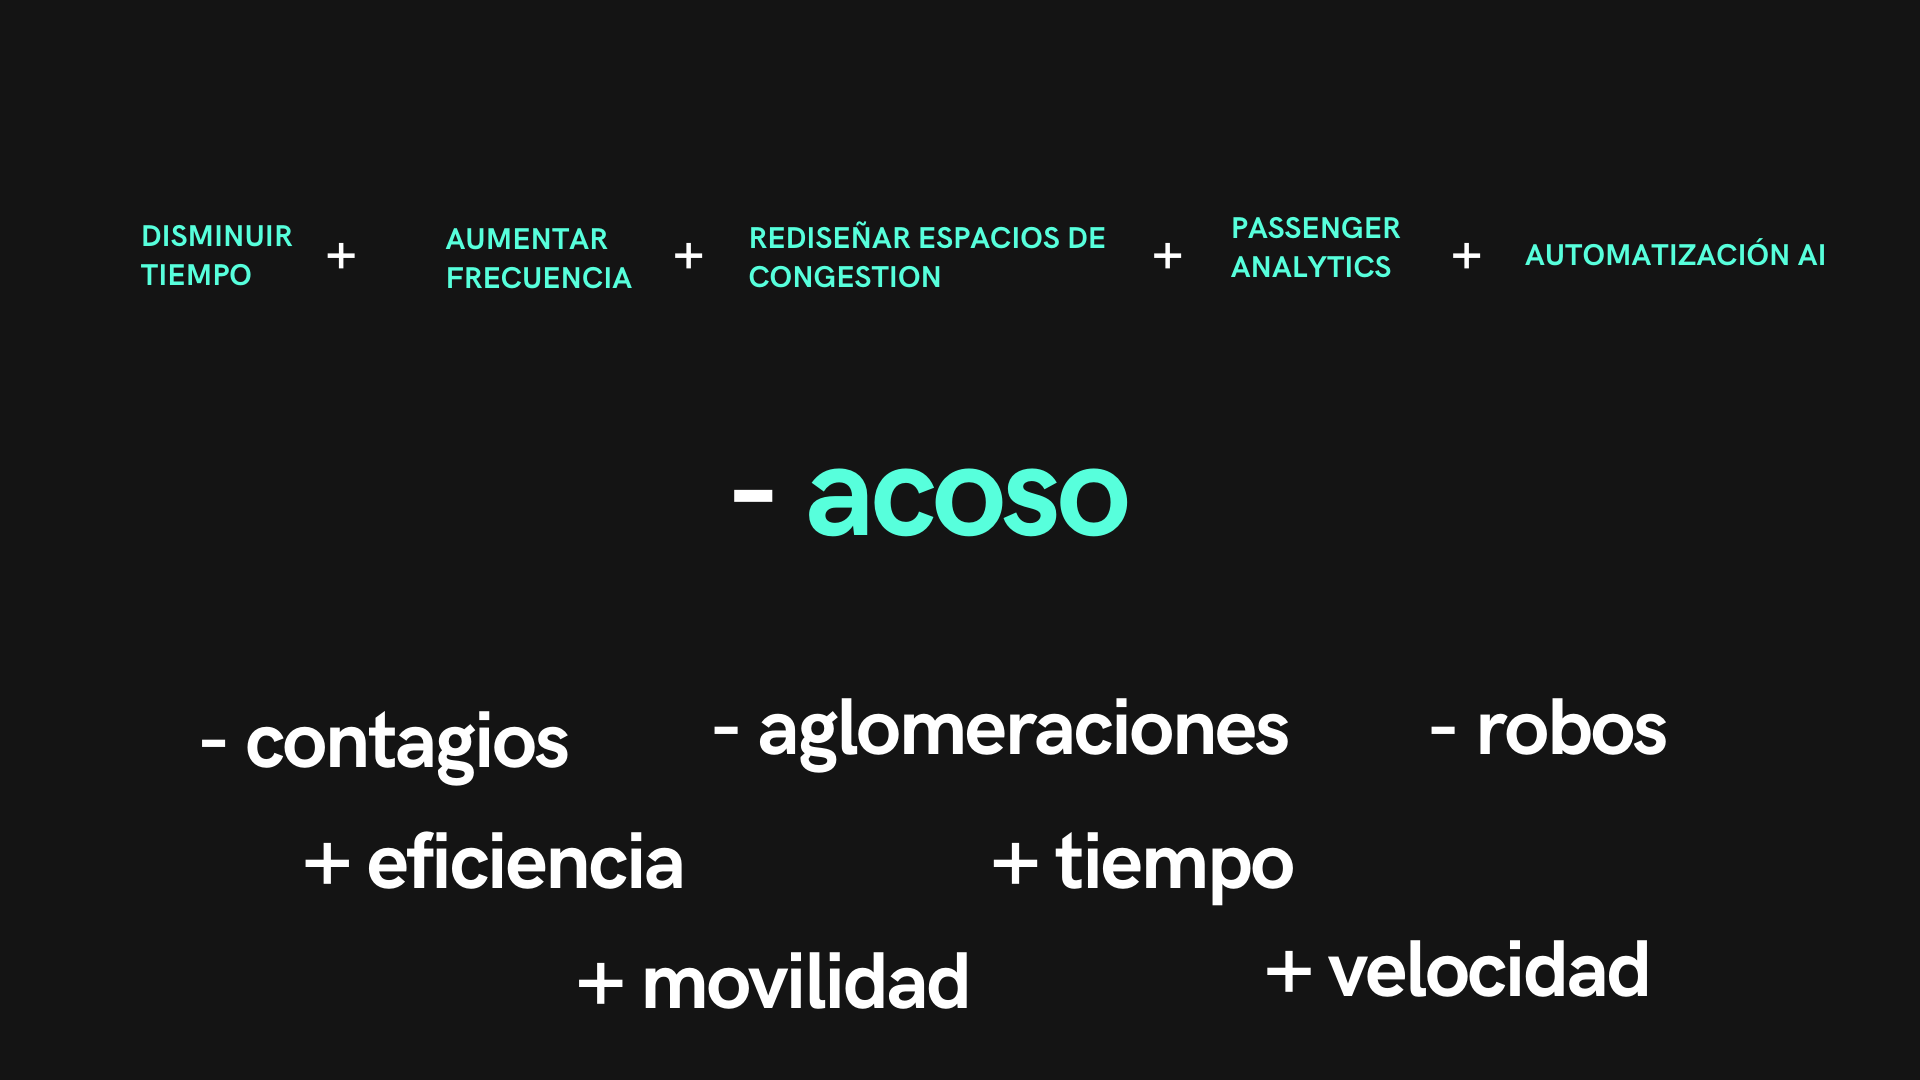 DISMINUIR
TIEMPO
+
AUMENTAR
FRECUENCIA
+
REDISEÑAR ESPACIOS DE
CONGESTION
+
PASSENGER
ANALYTICS
+
AUTOMATIZACIÓN AI
- acoso
- contagios
- aglomeraciones
- robos
+ eficiencia
+ tiempo
+ movilidad
+ velocidad